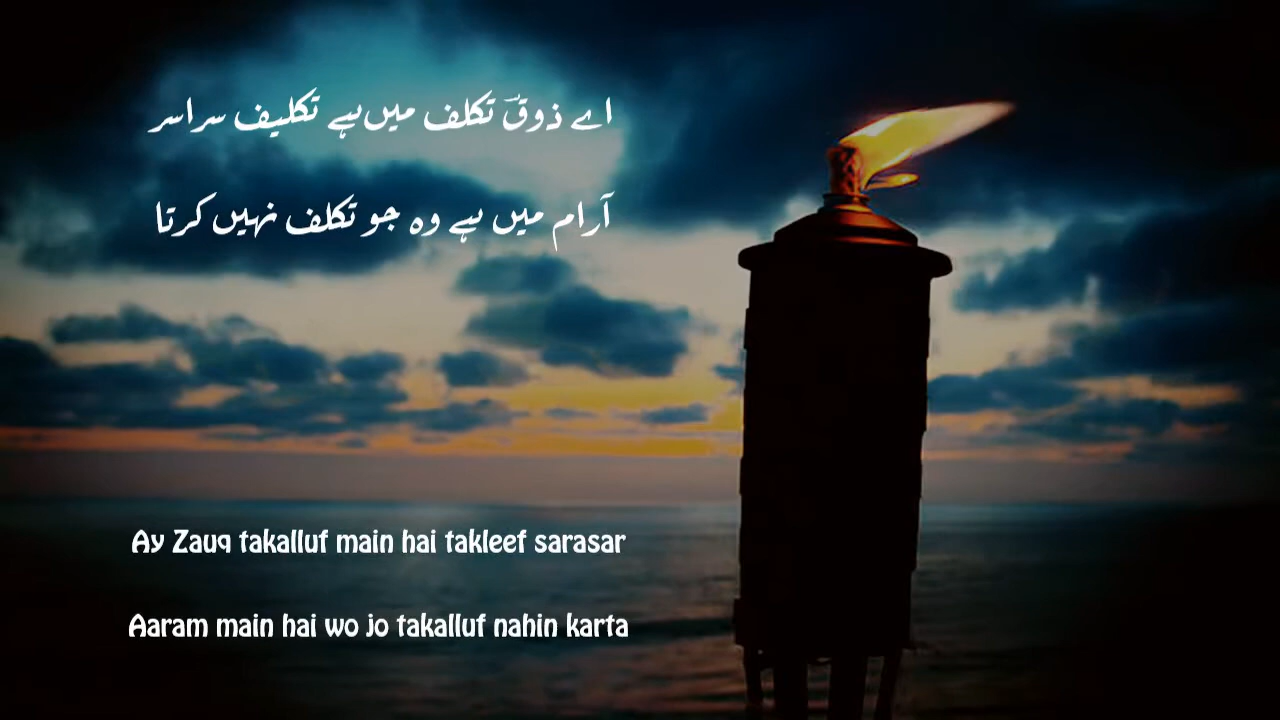 اے ذوقؔ تکلف میں ہے تکلیف سراسر
آرام میں ہے وہ جو تکلف نہیں کرتا
Ay Zauq takalluf main hai takleef sarasar
Aaram main hai wo jo takalluf nahin karta